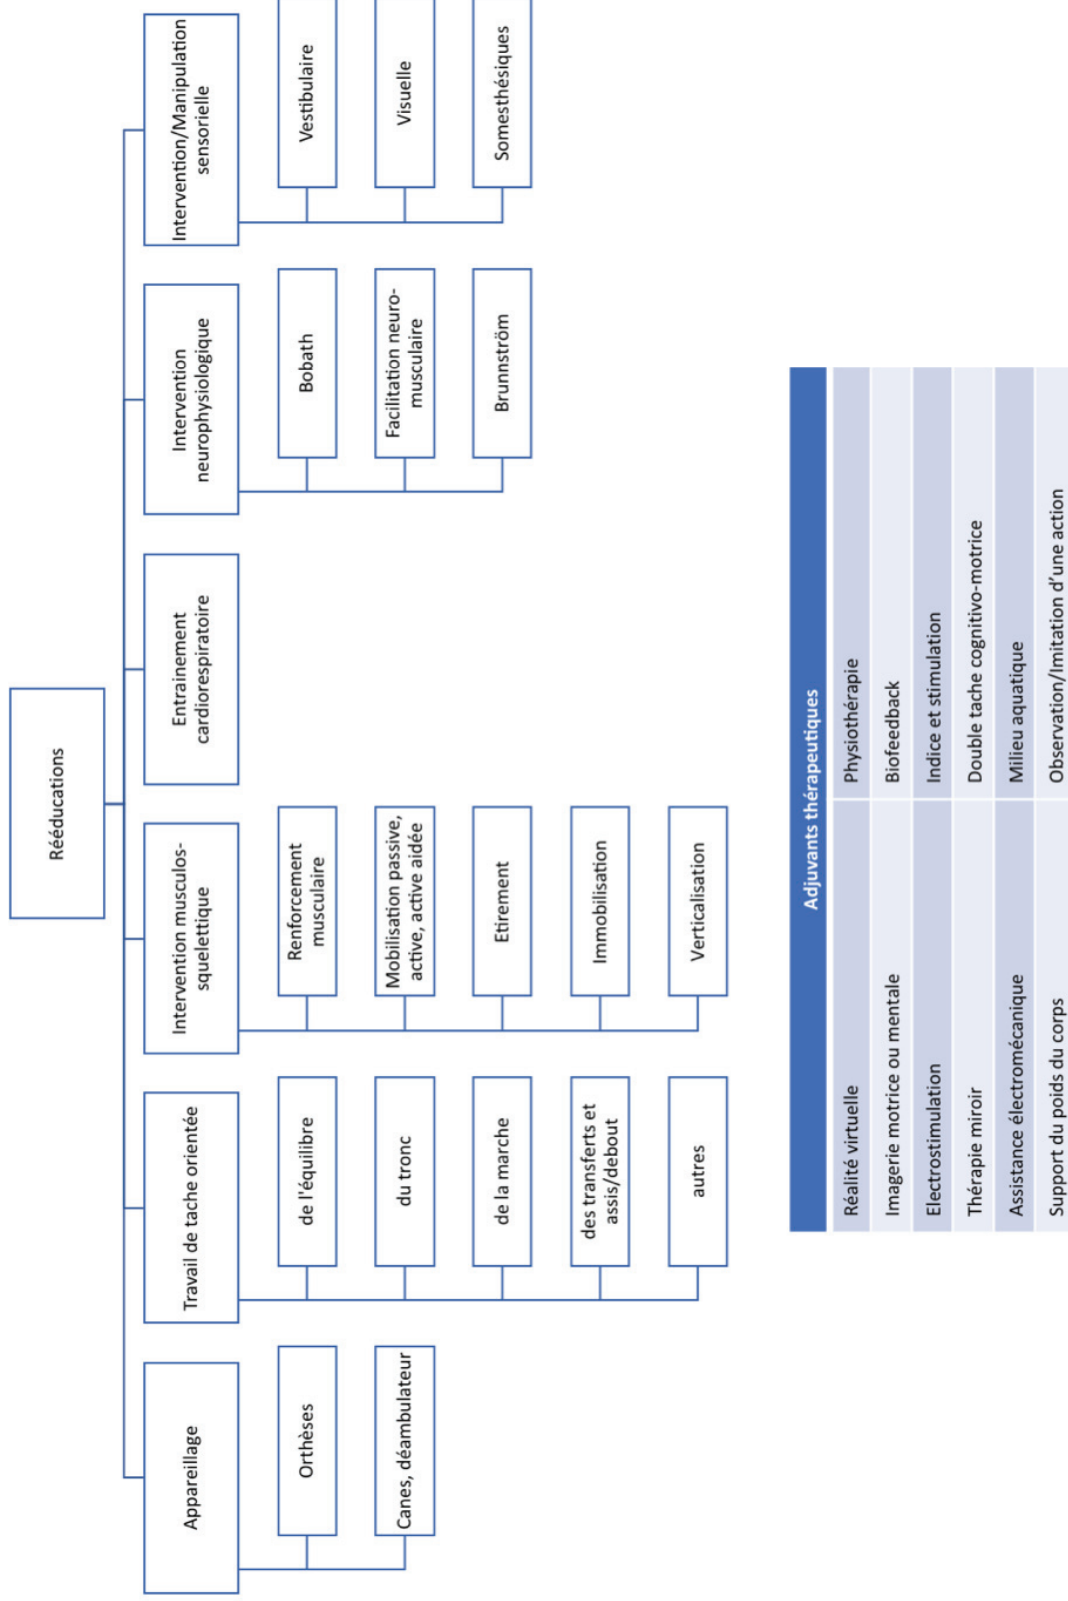 Rééducations
Appareillage
Orthèses
Canes, déambulateur
Travail de tache orientée
de l'équilibre
du tronc
de la marche
des transferts et
assis/debout
autres
Intervention musculos-
squelettique
Renforcement
musculaire
Mobilisation passive,
active, active aidée
Etirement
Immobilisation
Verticalisation
Entrainement
cardiorespiratoire
Intervention
neurophysiologique
Bobath
Facilitation neuro-
musculaire
Brunnström
Intervention/Manipulation
sensorielle
Vestibulaire
Visuelle
Somesthésiques
Adjuvants thérapeutiques
Réalité virtuelle
Physiothérapie
Imagerie motrice ou mentale
Biofeedback
Electrostimulation
Indice et stimulation
Thérapie miroir
Double tache cognitivo-motrice
Assistance électromécanique
Milieu aquatique
Support du poids du corps
Observation/Imitation d'une action